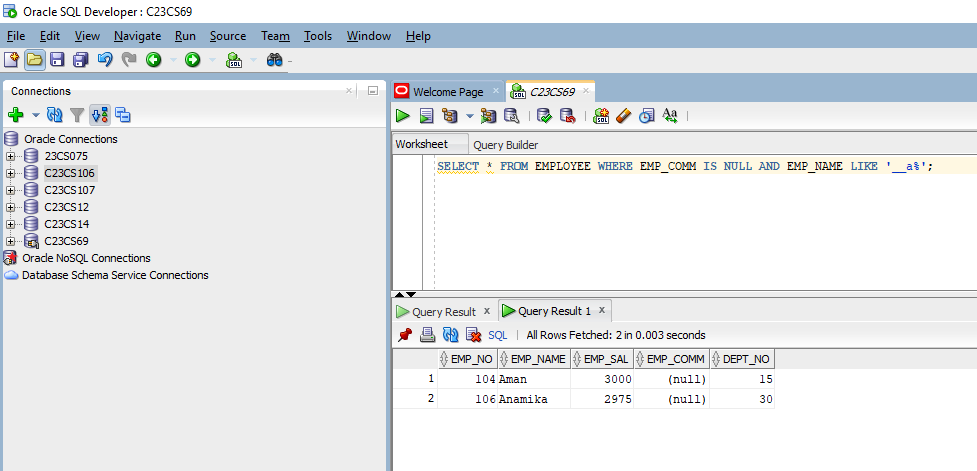 Oracle SQL Developer : C23CS69
File Edit View Navigate Run Source Team Tools Window Help
SQL
Connections
Oracle Connections
23CS075
C23CS106
C23CS107
C23CS12
C23CS14
C23CS69
Oracle NoSQL Connections
Database Schema Service Connections
Welcome Page C23CS69
Aa
Worksheet Query Builder
SELECT * FROM EMPLOYEE WHERE EMP_COMM IS NULL AND EMP_NAME LIKE '__a%';
Query Result x Query Result 1 x
SQL | All Rows Fetched: 2 in 0.003 seconds
EMP_NO EMP_NAME EMP_SAL EMP_COMM DEPT_NO
1 104 Aman 3000 (null) 15
2 106 Anamika 2975 (null) 30